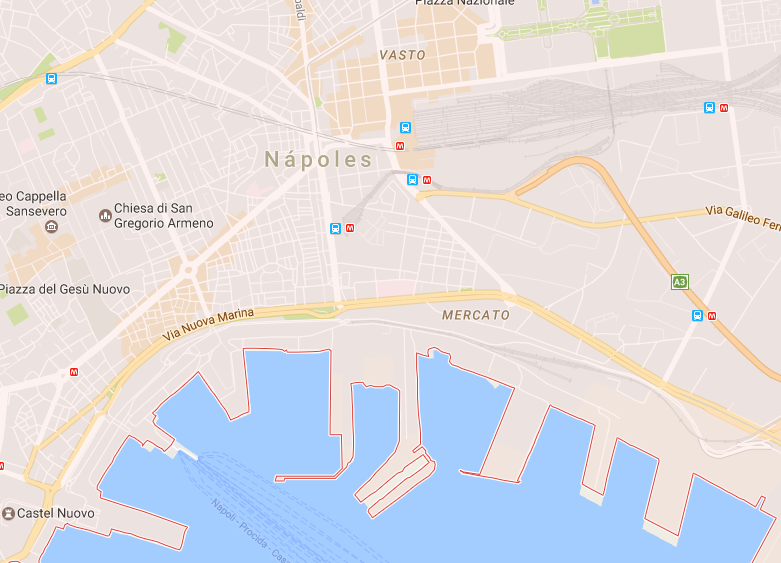 Piazza Nazionale
baldi
VASTO
M
M
Nápoles
M
eo Cappella
Sansevero
Chiesa di San
Gregorio Armeno
Via Galileo Fer
M
Piazza del Gesù Nuovo
A3
Via Nuova Marina
MERCATO
M
M
M
Castel Nuovo
Napoli - Procida - Cas